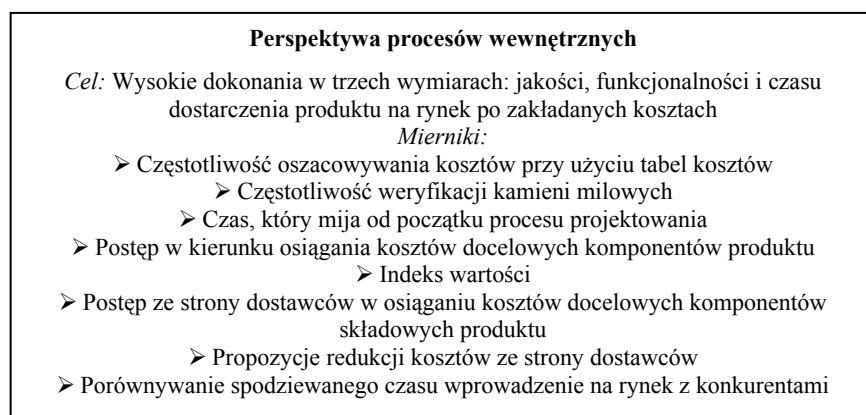 Perspektywa procesów wewnętrznych
Cel: Wysokie dokonania w trzech wymiarach: jakości, funkcjonalności i czasu
dostarczenia produktu na rynek po zakładanych kosztach
Mierniki:
➤ Częstotliwość oszacowywania kosztów przy użyciu tabel kosztów
➤ Częstotliwość weryfikacji kamieni milowych
➤ Czas, który mija od początku procesu projektowania
➤ Postęp w kierunku osiągania kosztów docelowych komponentów produktu
➤ Indeks wartości
➤ Postęp ze strony dostawców w osiąganiu kosztów docelowych komponentów
składowych produktu
➤ Propozycje redukcji kosztów ze strony dostawców
➤ Porównywanie spodziewanego czasu wprowadzenie na rynek z konkurentami